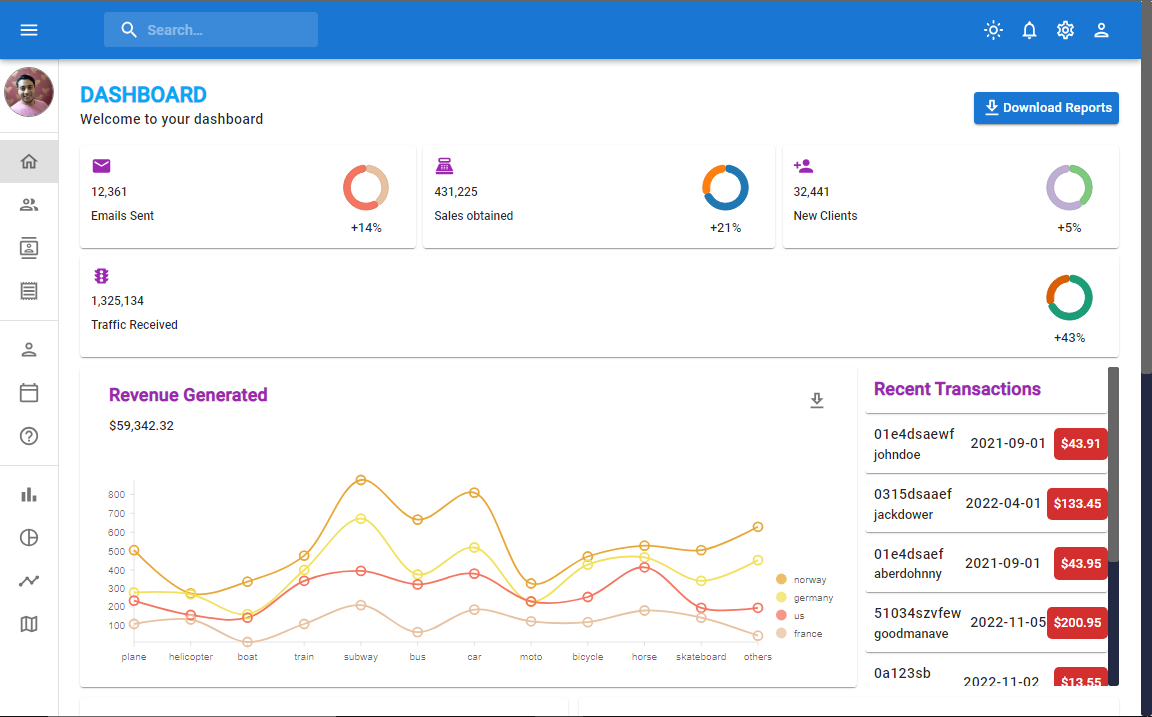 Search...
DASHBOARD
Welcome to your dashboard
Download Reports
12,361
Emails Sent
+14%
431,225
Sales obtained
+21%
32,441
New Clients
+5%
1,325,134
Traffic Received
+43%
Revenue Generated
$59,342.32
800
700
600
500
400
300
200
100
plane helicopter boat train subway bus car moto bicycle horse skateboard others
norway
germany
us
france
Recent Transactions
01e4dsaewf
johndoe
2021-09-01
$43.91
0315dsaaef
jackdower
2022-04-01
$133.45
01e4dsaef
aberdohnny
2021-09-01
$43.95
51034szvfew
goodmanave
2022-11-05
$200.95
0a123sb
2022-11-02
$13.55